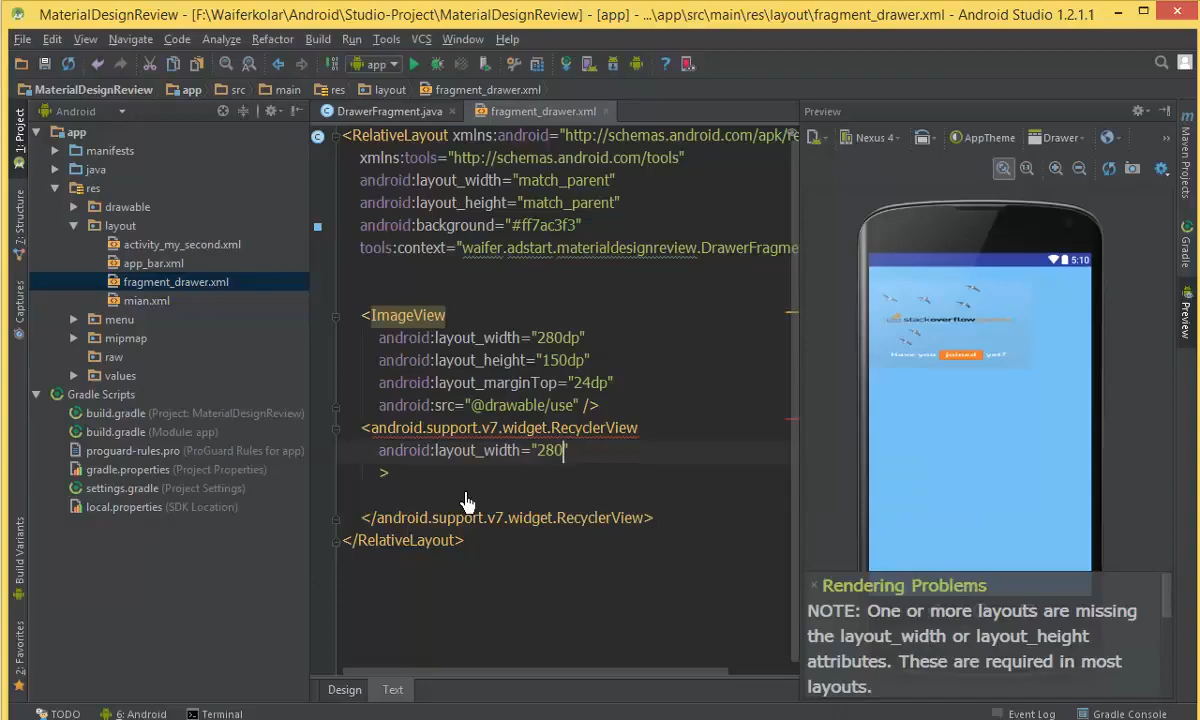 MaterialDesignReview - [F:\Waiferkolar\Android\Studio-Project\MaterialDesignReview] - [app] - ...\app\src\main\res\layout\fragment_drawer.xml - Android Studio 1.2.1.1
File Edit View Navigate Code Analyze Refactor Build Run Tools VCS Window Help
app
MaterialDesignReview app src main res layout fragment_drawer.xml
Android
DrawerFragment.java fragment_drawer.xml
Preview
1: Project
7: Structure
Captures
Build Variants
2: Favorites
app
manifests
java
res
drawable
layout
activity_my_second.xml
app_bar.xml
fragment_drawer.xml
mian.xml
menu
mipmap
raw
values
Gradle Scripts
build.gradle (Project: MaterialDesignReview)
build.gradle (Module: app)
proguard-rules.pro (ProGuard Rules for app)
gradle.properties (Project Properties)
settings.gradle (Project Settings)
local.properties (SDK Location)
<RelativeLayout xmlns:android="http://schemas.android.com/apk/
xmlns:tools="http://schemas.android.com/tools"
android:layout_width="match_parent"
android:layout_height="match_parent"
android:background="#ff7ac3f3"
tools:context="waifer.adstart.materialdesignreview.DrawerFragme
<ImageView
android:layout_width="280dp"
android:layout_height="150dp"
android:layout_marginTop="24dp"
android:src="@drawable/use" />
<android.support.v7.widget.RecyclerView
android:layout_width="280"
>
</android.support.v7.widget.RecyclerView>
</RelativeLayout>
Design Text
Nexus 4 AppTheme Drawer
5:10
stackoverflow
Have you joined yet?
Rendering Problems
NOTE: One or more layouts are missing
the layout_width or layout_height
attributes. These are required in most
layouts.
Maven Projects
Gradle
Preview
TODO 6: Android Terminal Event Log Gradle Console